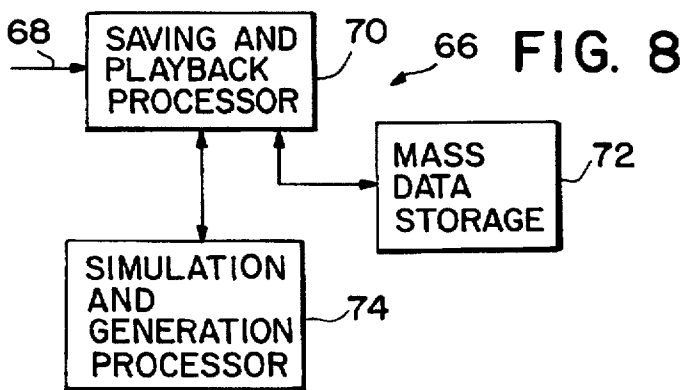 68
SAVING AND
PLAYBACK
PROCESSOR
70
66
FIG. 8
MASS
DATA
STORAGE
72
SIMULATION
AND
GENERATION
PROCESSOR
74